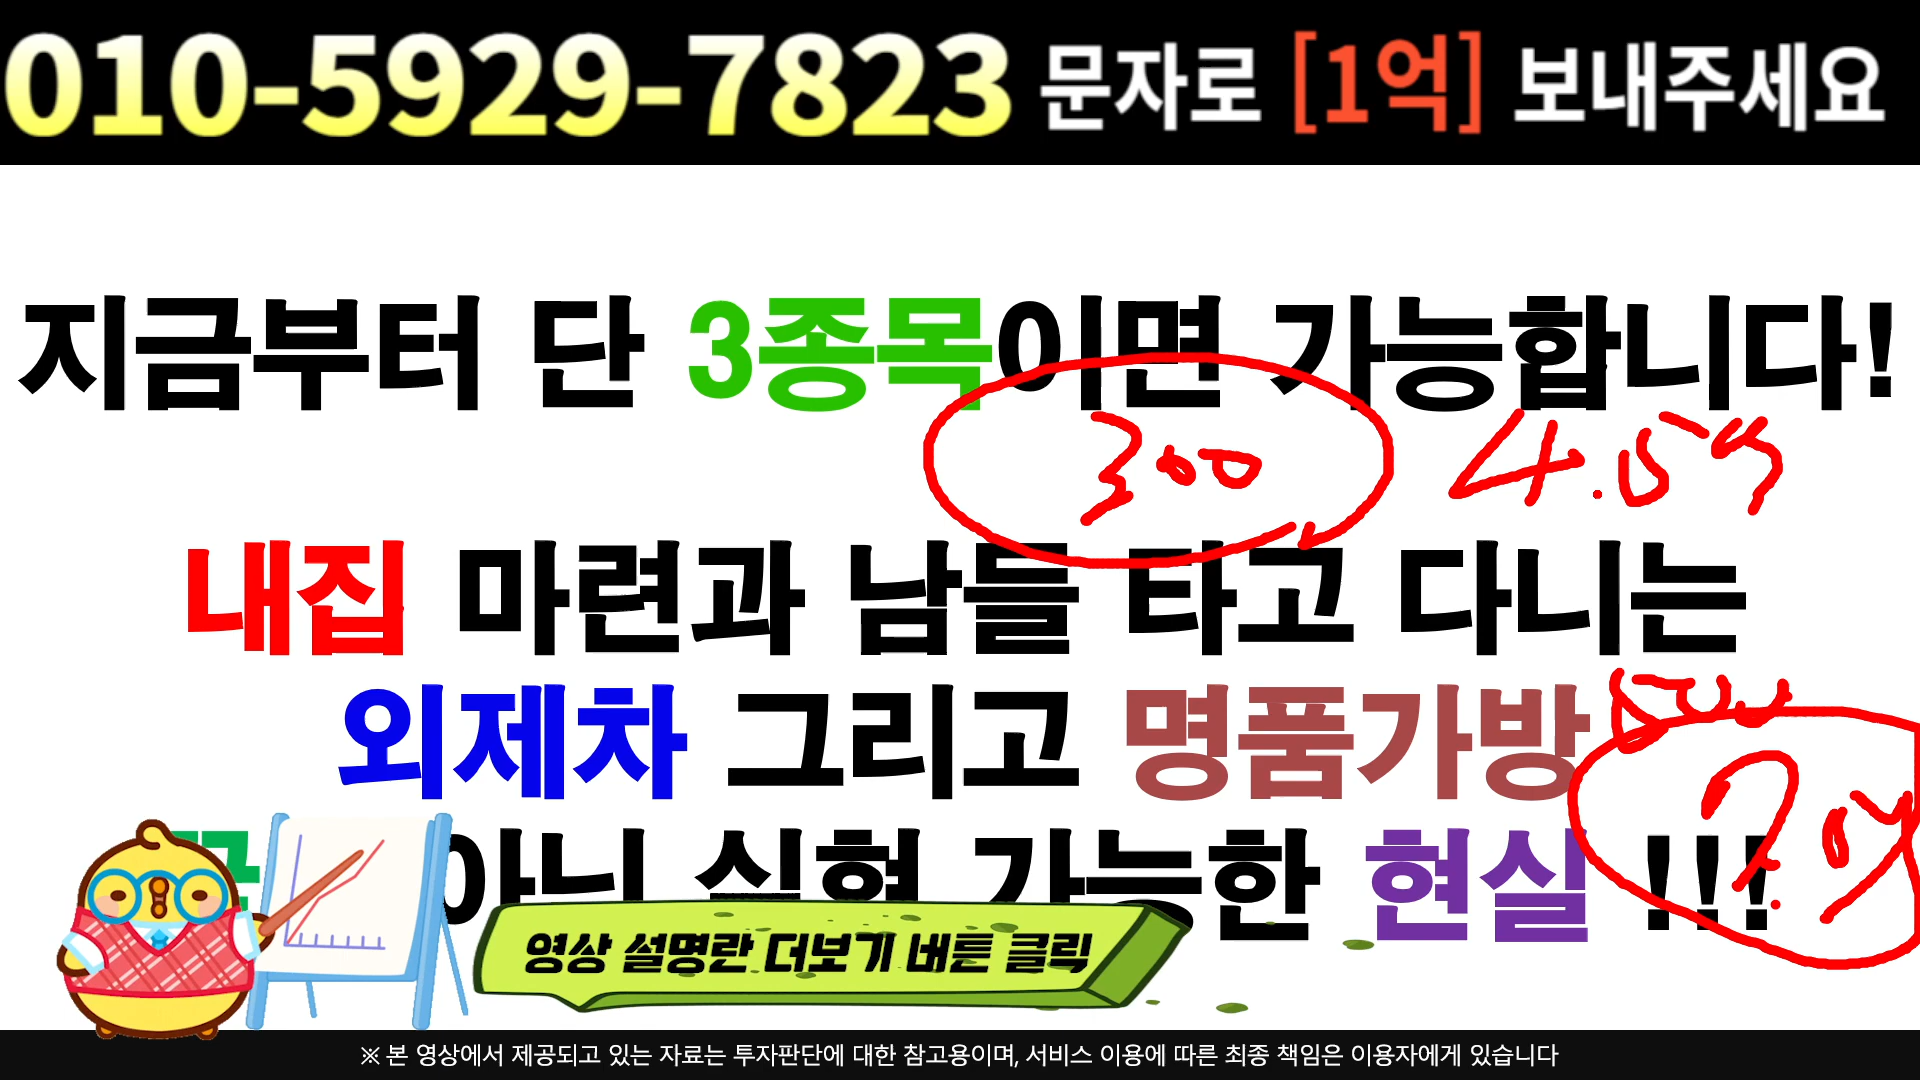 010-5929-7823 문자로 [1억] 보내주세요
지금부터 단 3종목이면 가능합니다!
300
4.5억
내집 마련과 남들 타고 다니는
외제차 그리고 명품가방
500
아닌 실현 가능한 현실 !!!
영상 설명란 더보기 버튼 클릭
※ 본 영상에서 제공되고 있는 자료는 투자판단에 대한 참고용이며, 서비스 이용에 따른 최종 책임은 이용자에게 있습니다